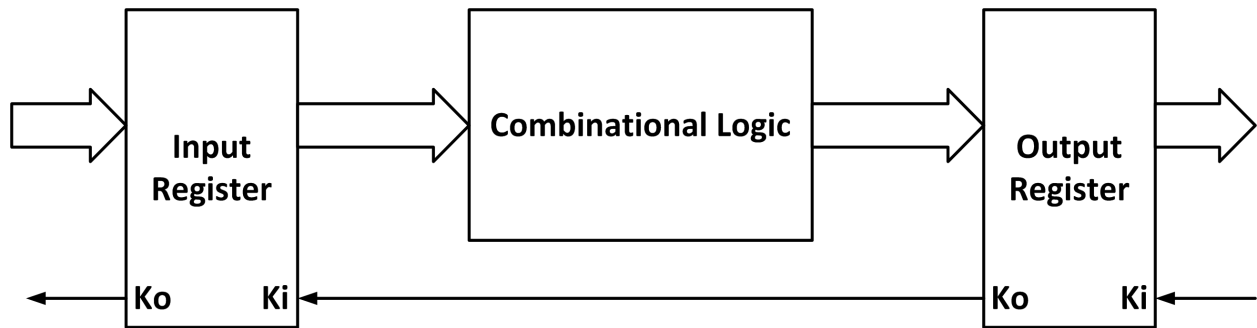 Input
Register
Combinational Logic
Output
Register
Ko
Ki
Ko
Ki